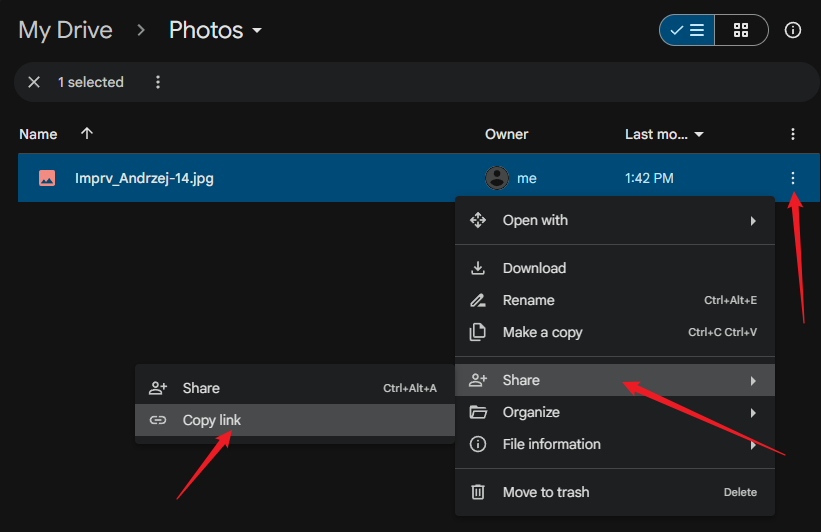 My Drive > Photos
1 selected
Name Owner Last mo...
Imprv_Andrzej-14.jpg me 1:42 PM
Open with
Download
Rename Ctrl+Alt+E
Make a copy Ctrl+C Ctrl+V
Share
Organize
File information
Move to trash Delete
Share Ctrl+Alt+A
Copy link